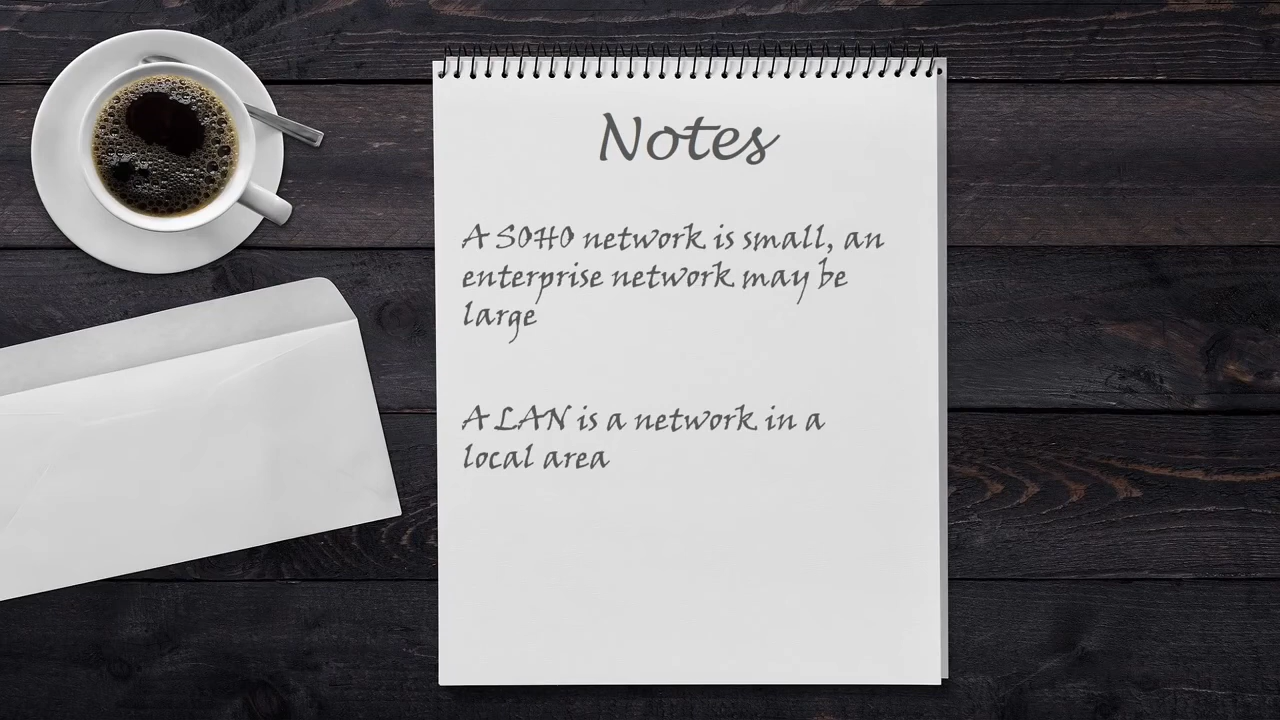 Notes
A SOHO network is small, an
enterprise network may be
large
A LAN is a network in a
local area